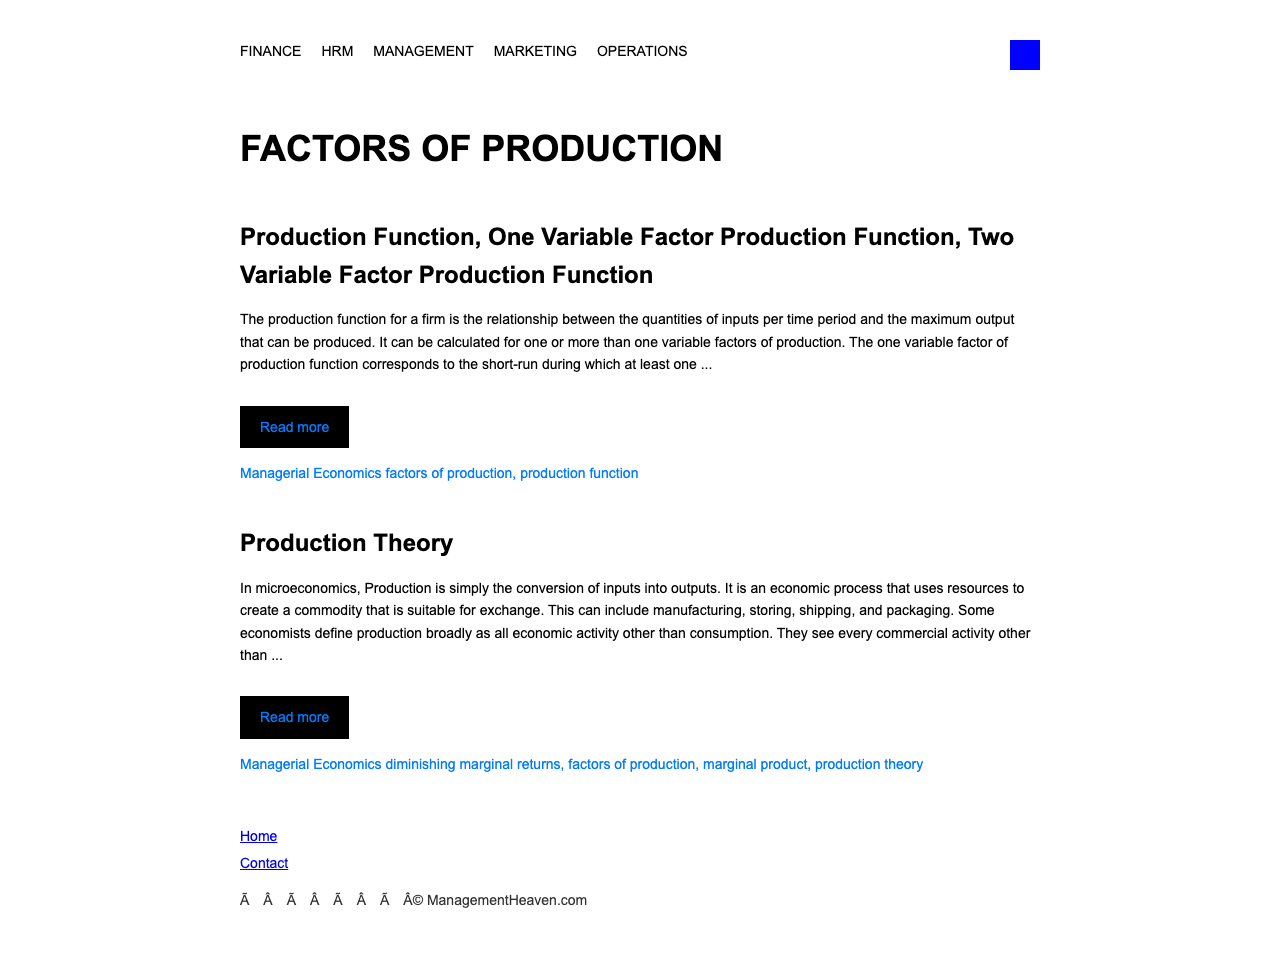 FINANCE HRM MANAGEMENT MARKETING OPERATIONS
FACTORS OF PRODUCTION
Production Function, One Variable Factor Production Function, Two
Variable Factor Production Function
The production function for a firm is the relationship between the quantities of inputs per time period and the maximum output
that can be produced. It can be calculated for one or more than one variable factors of production. The one variable factor of
production function corresponds to the short-run during which at least one ...
Read more
Managerial Economics factors of production, production function
Production Theory
In microeconomics, Production is simply the conversion of inputs into outputs. It is an economic process that uses resources to
create a commodity that is suitable for exchange. This can include manufacturing, storing, shipping, and packaging. Some
economists define production broadly as all economic activity other than consumption. They see every commercial activity other
than ...
Read more
Managerial Economics diminishing marginal returns, factors of production, marginal product, production theory
Home
Contact
Ã Â Ã Â Ã Â Ã Â© ManagementHeaven.com